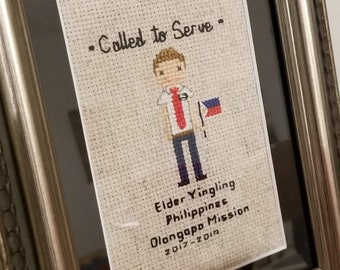 • Called to Serve •
Elder Yingling
Philippines
Olongapo Mission
2017-2019